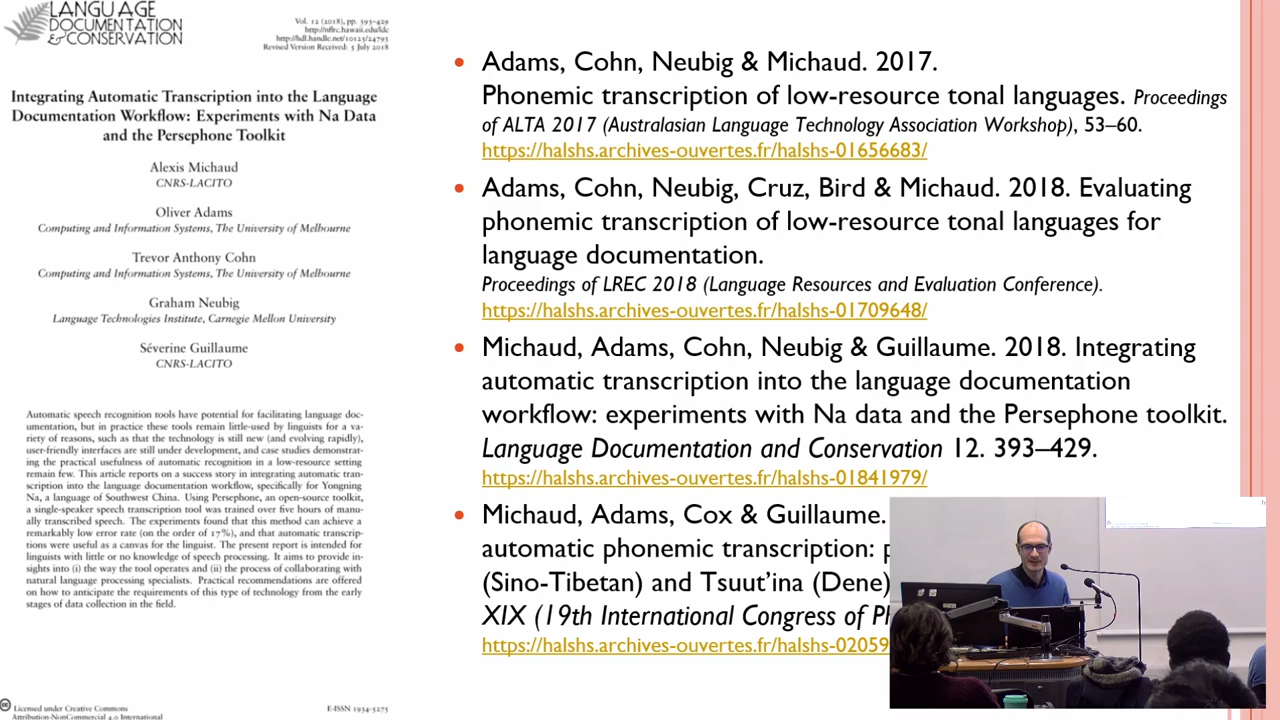 LANGUAGE
DOCUMENTATION
& CONSERVATION
Vol. 12 (2018), pp. 393–429
http://nflrc.hawaii.edu/ldc
http://hdl.handle.net/10125/24793
Revised Version Received: 5 July 2018
Integrating Automatic Transcription into the Language
Documentation Workflow: Experiments with Na Data
and the Persephone Toolkit
Alexis Michaud
CNRS-LACITO
Oliver Adams
Computing and Information Systems, The University of Melbourne
Trevor Anthony Cohn
Computing and Information Systems, The University of Melbourne
Graham Neubig
Language Technologies Institute, Carnegie Mellon University
Séverine Guillaume
CNRS-LACITO
Automatic speech recognition tools have potential for facilitating language doc-
umentation, but in practice these tools remain little-used by linguists for a va-
riety of reasons, such as that the technology is still new (and evolving rapidly),
user-friendly interfaces are still under development, and case studies demonstrat-
ing the practical usefulness of automatic recognition in a low-resource setting
remain few. This article reports on a success story in integrating automatic tran-
scription into the language documentation workflow, specifically for Yongning
Na, a language of Southwest China. Using Persephone, an open-source toolkit,
a single-speaker speech transcription tool was trained over five hours of manu-
ally transcribed speech. The experiments found that this method can achieve a
remarkably low error rate (on the order of 17%), and that automatic transcrip-
tions were useful as a canvas for the linguist. The present report is intended for
linguists with little or no knowledge of speech processing. It aims to provide in-
sights into (i) the way the tool operates and (ii) the process of collaborating with
natural language processing specialists. Practical recommendations are offered
on how to anticipate the requirements of this type of technology from the early
stages of data collection in the field.
Licensed under Creative Commons
Attribution-NonCommercial 4.0 International
E-ISSN 1934-5275
• Adams, Cohn, Neubig & Michaud. 2017.
Phonemic transcription of low-resource tonal languages. Proceedings
of ALTA 2017 (Australasian Language Technology Association Workshop), 53–60.
https://halshs.archives-ouvertes.fr/halshs-01656683/
• Adams, Cohn, Neubig, Cruz, Bird & Michaud. 2018. Evaluating
phonemic transcription of low-resource tonal languages for
language documentation.
Proceedings of LREC 2018 (Language Resources and Evaluation Conference).
https://halshs.archives-ouvertes.fr/halshs-01709648/
• Michaud, Adams, Cohn, Neubig & Guillaume. 2018. Integrating
automatic transcription into the language documentation
workflow: experiments with Na data and the Persephone toolkit.
Language Documentation and Conservation 12. 393–429.
https://halshs.archives-ouvertes.fr/halshs-01841979/
• Michaud, Adams, Cox & Guillaume.
automatic phonemic transcription:
(Sino-Tibetan) and Tsuut’ina (Dene)
XIX (19th International Congress of
https://halshs.archives-ouvertes.fr/halshs-02059